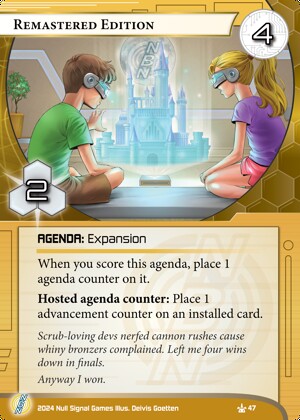 REMASTERED EDITION
4
NBN
2
AGENDA: Expansion
When you score this agenda, place 1
agenda counter on it.
Hosted agenda counter: Place 1
advancement counter on an installed card.
Scrub-loving devs nerfed cannon rushes cause
whiny bronzers complained. Left me four wins
down in finals.
Anyway I won.
2024 Null Signal Games Illus. Deivis Goetten
47